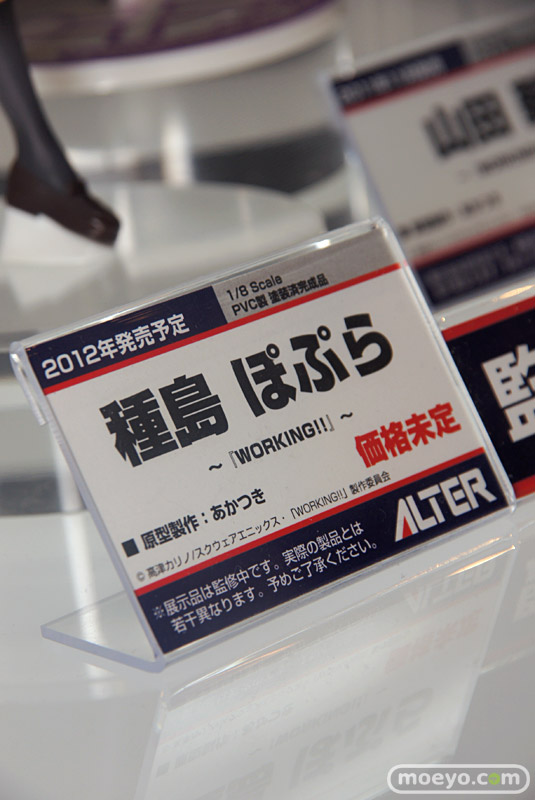 2012年発売予定
1/8 Scale
PVC製 塗装済完成品
種島 ぽぷら
～『WORKING!!』～
価格未定
■ 原型製作：あかつき
© 高津カリノ/スクウェアエニックス・「WORKING!!」製作委員会
ALTER
※展示品は監修中です。実際の製品とは
若干異なります。予めご了承ください。
山田
監
moeyo.com